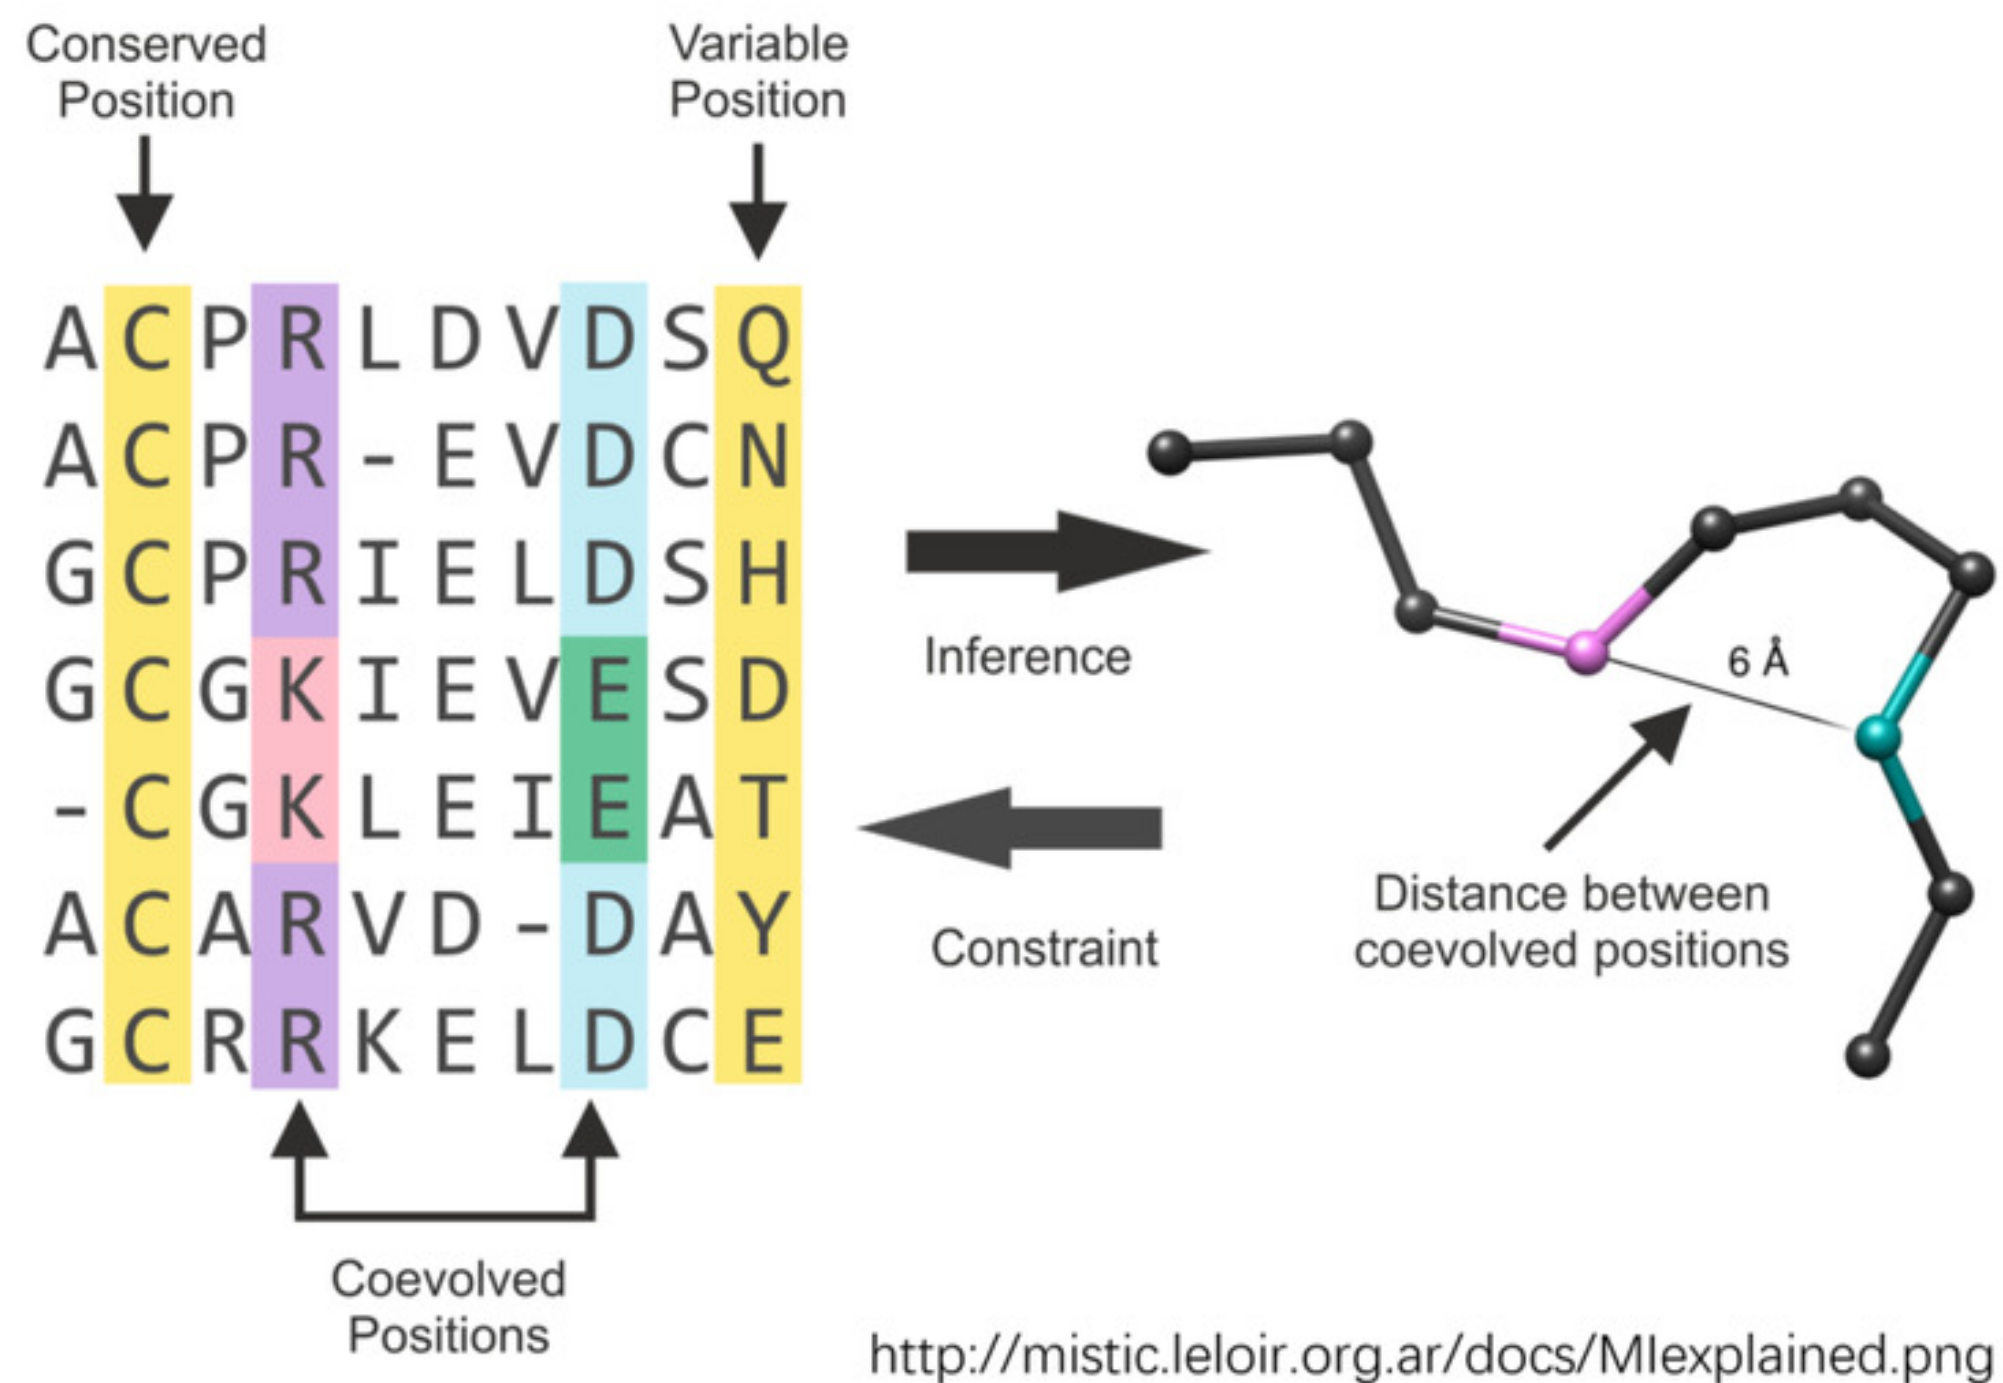 Conserved
Position
Variable
Position
A C P R L D V D S Q
A C P R - E V D C N
G C P R I E L D S H
G C G K I E V E S D
- C G K L E I E A T
A C A R V D - D A Y
G C R R K E L D C E
Coevolved
Positions
Inference
Constraint
6 Å
Distance between
coevolved positions
http://mistic.leloir.org.ar/docs/MIexplained.png